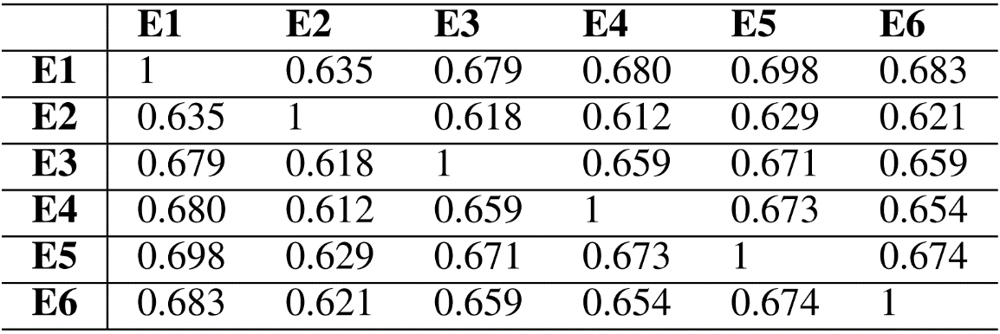 E1 E2 E3 E4 E5 E6
E1 1 0.635 0.679 0.680 0.698 0.683
E2 0.635 1 0.618 0.612 0.629 0.621
E3 0.679 0.618 1 0.659 0.671 0.659
E4 0.680 0.612 0.659 1 0.673 0.654
E5 0.698 0.629 0.671 0.673 1 0.674
E6 0.683 0.621 0.659 0.654 0.674 1